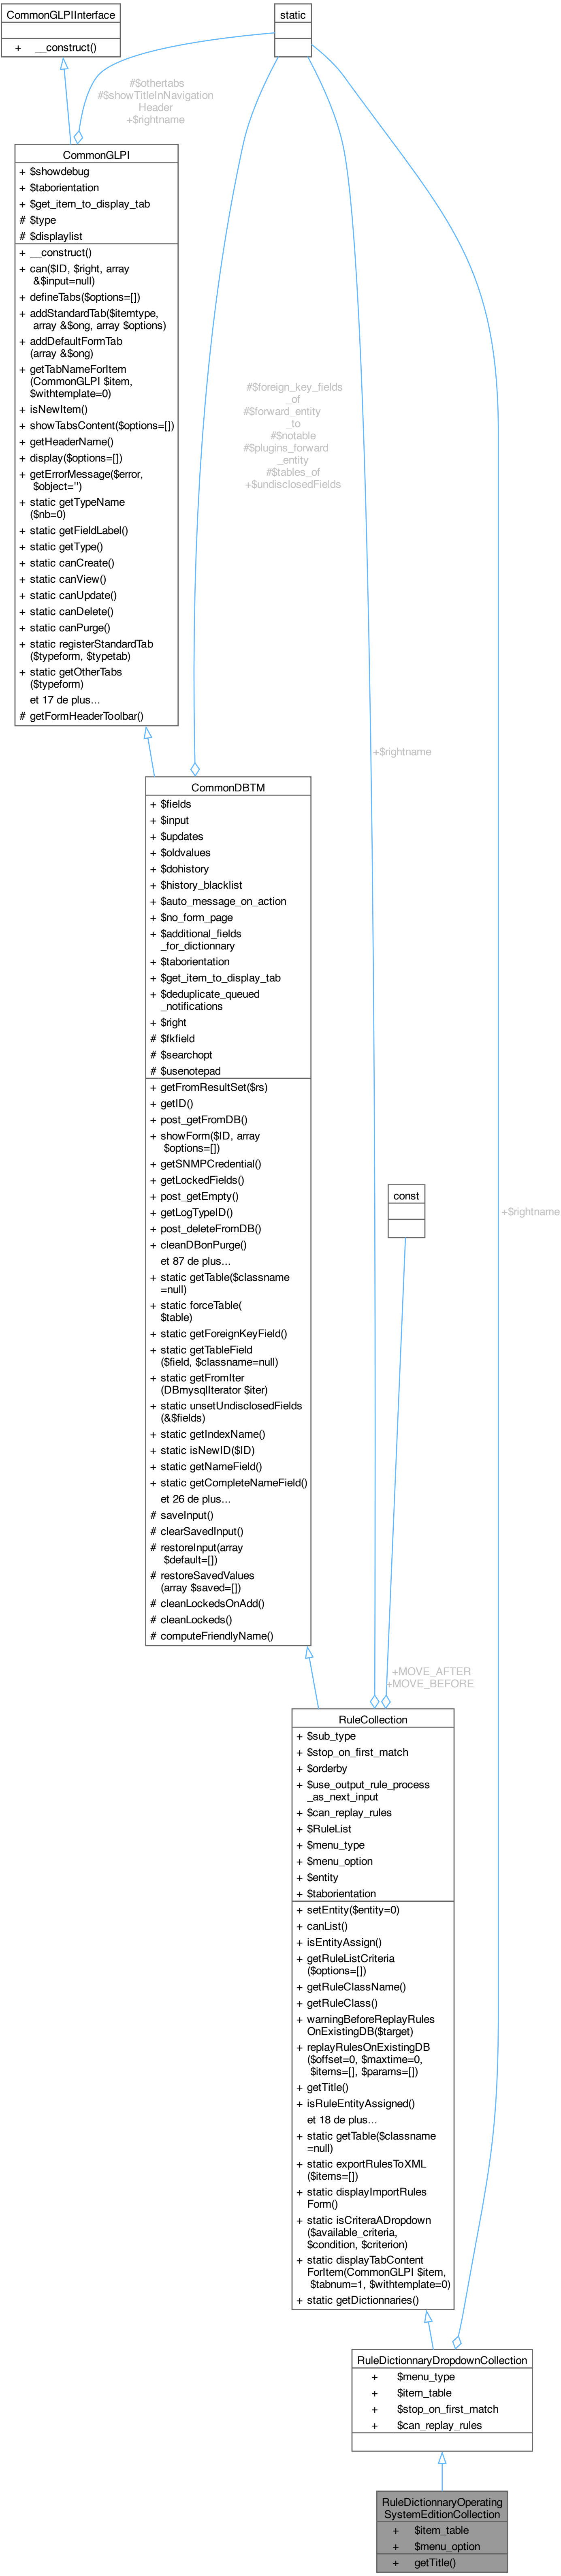 CommonGLPIInterface
+ __construct()
static
#$othertabs
#$showTitleInNavigation
Header
+$rightname
CommonGLPI
+ $showdebug
+ $taborientation
+ $get_item_to_display_tab
# $type
# $displaylist
+ __construct()
+ can($ID, $right, array
&$input=null)
+ defineTabs($options=[])
+ addStandardTab($itemtype,
array &$ong, array $options)
+ addDefaultFormTab
(array &$ong)
+ getTabNameForItem
(CommonGLPI $item,
$withtemplate=0)
+ isNewItem()
+ showTabsContent($options=[])
+ getHeaderName()
+ display($options=[])
+ getErrorMessage($error,
$object='')
+ static getTypeName
($nb=0)
+ static getFieldLabel()
+ static getType()
+ static canCreate()
+ static canView()
+ static canUpdate()
+ static canDelete()
+ static canPurge()
+ static registerStandardTab
($typeform, $typetab)
+ static getOtherTabs
($typeform)
et 17 de plus...
# getFormHeaderToolbar()
#$foreign_key_fields
_of
#$forward_entity
_to
#$notable
#$plugins_forward
_entity
#$tables_of
+$undisclosedFields
+$rightname
CommonDBTM
+ $fields
+ $input
+ $updates
+ $oldvalues
+ $dohistory
+ $history_blacklist
+ $auto_message_on_action
+ $no_form_page
+ $additional_fields
_for_dictionnary
+ $taborientation
+ $get_item_to_display_tab
+ $deduplicate_queued
_notifications
+ $right
# $fkfield
# $searchopt
# $usenotepad
+ getFromResultSet($rs)
+ getID()
+ post_getFromDB()
+ showForm($ID, array
$options=[])
+ getSNMPCredential()
+ getLockedFields()
+ post_getEmpty()
+ getLogTypeID()
+ post_deleteFromDB()
+ cleanDBonPurge()
et 87 de plus...
+ static getTable($classname
=null)
+ static forceTable(
$table)
+ static getForeignKeyField()
+ static getTableField
($field, $classname=null)
+ static getFromIter
(DBmysqlIterator $iter)
+ static unsetUndisclosedFields
(&$fields)
+ static getIndexName()
+ static isNewID($ID)
+ static getNameField()
+ static getCompleteNameField()
et 26 de plus...
# saveInput()
# clearSavedInput()
# restoreInput(array
$default=[])
# restoreSavedValues
(array $saved=[])
# cleanLockedsOnAdd()
# cleanLockeds()
# computeFriendlyName()
const
+$rightname
+MOVE_AFTER
+MOVE_BEFORE
RuleCollection
+ $sub_type
+ $stop_on_first_match
+ $orderby
+ $use_output_rule_process
_as_next_input
+ $can_replay_rules
+ $RuleList
+ $menu_type
+ $menu_option
+ $entity
+ $taborientation
+ setEntity($entity=0)
+ canList()
+ isEntityAssign()
+ getRuleListCriteria
($options=[])
+ getRuleClassName()
+ getRuleClass()
+ warningBeforeReplayRules
OnExistingDB($target)
+ replayRulesOnExistingDB
($offset=0, $maxtime=0,
$items=[], $params=[])
+ getTitle()
+ isRuleEntityAssigned()
et 18 de plus...
+ static getTable($classname
=null)
+ static exportRulesToXML
($items=[])
+ static displayImportRules
Form()
+ static isCriteraADropdown
($available_criteria,
$condition, $criterion)
+ static displayTabContent
ForItem(CommonGLPI $item,
$tabnum=1, $withtemplate=0)
+ static getDictionnaries()
RuleDictionnaryDropdownCollection
+ $menu_type
+ $item_table
+ $stop_on_first_match
+ $can_replay_rules
RuleDictionnaryOperating
SystemEditionCollection
+ $item_table
+ $menu_option
+ getTitle()